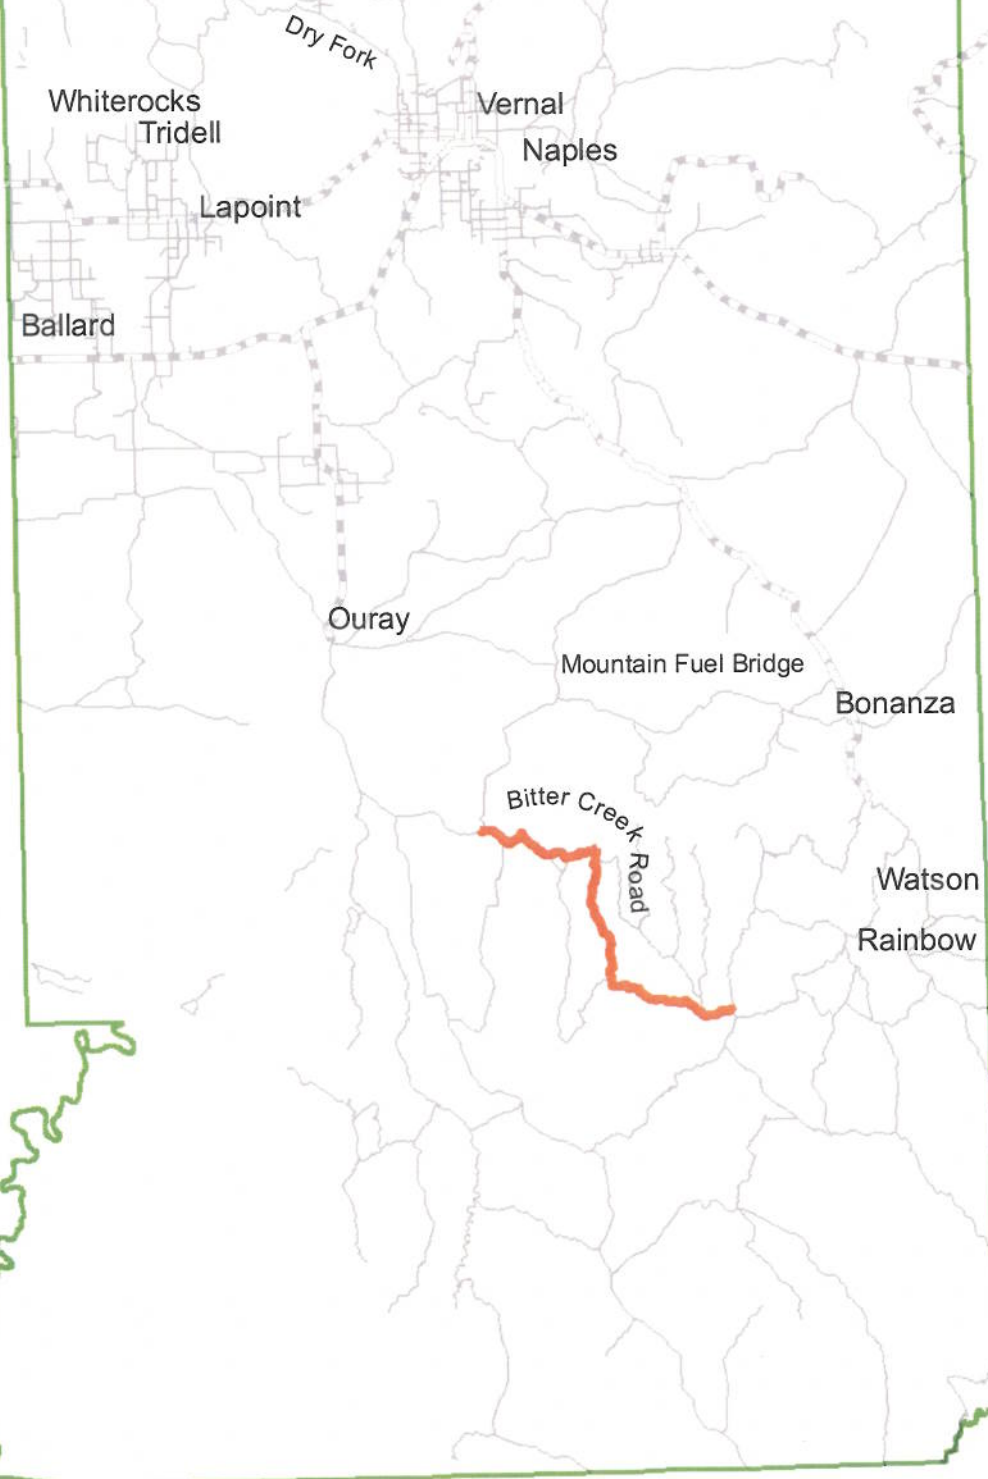 Dry Fork
Whiterocks
Vernal
Tridell
Naples
Lapoint
Ballard
Ouray
Mountain Fuel Bridge
Bonanza
Bitter Creek Road
Watson
Rainbow